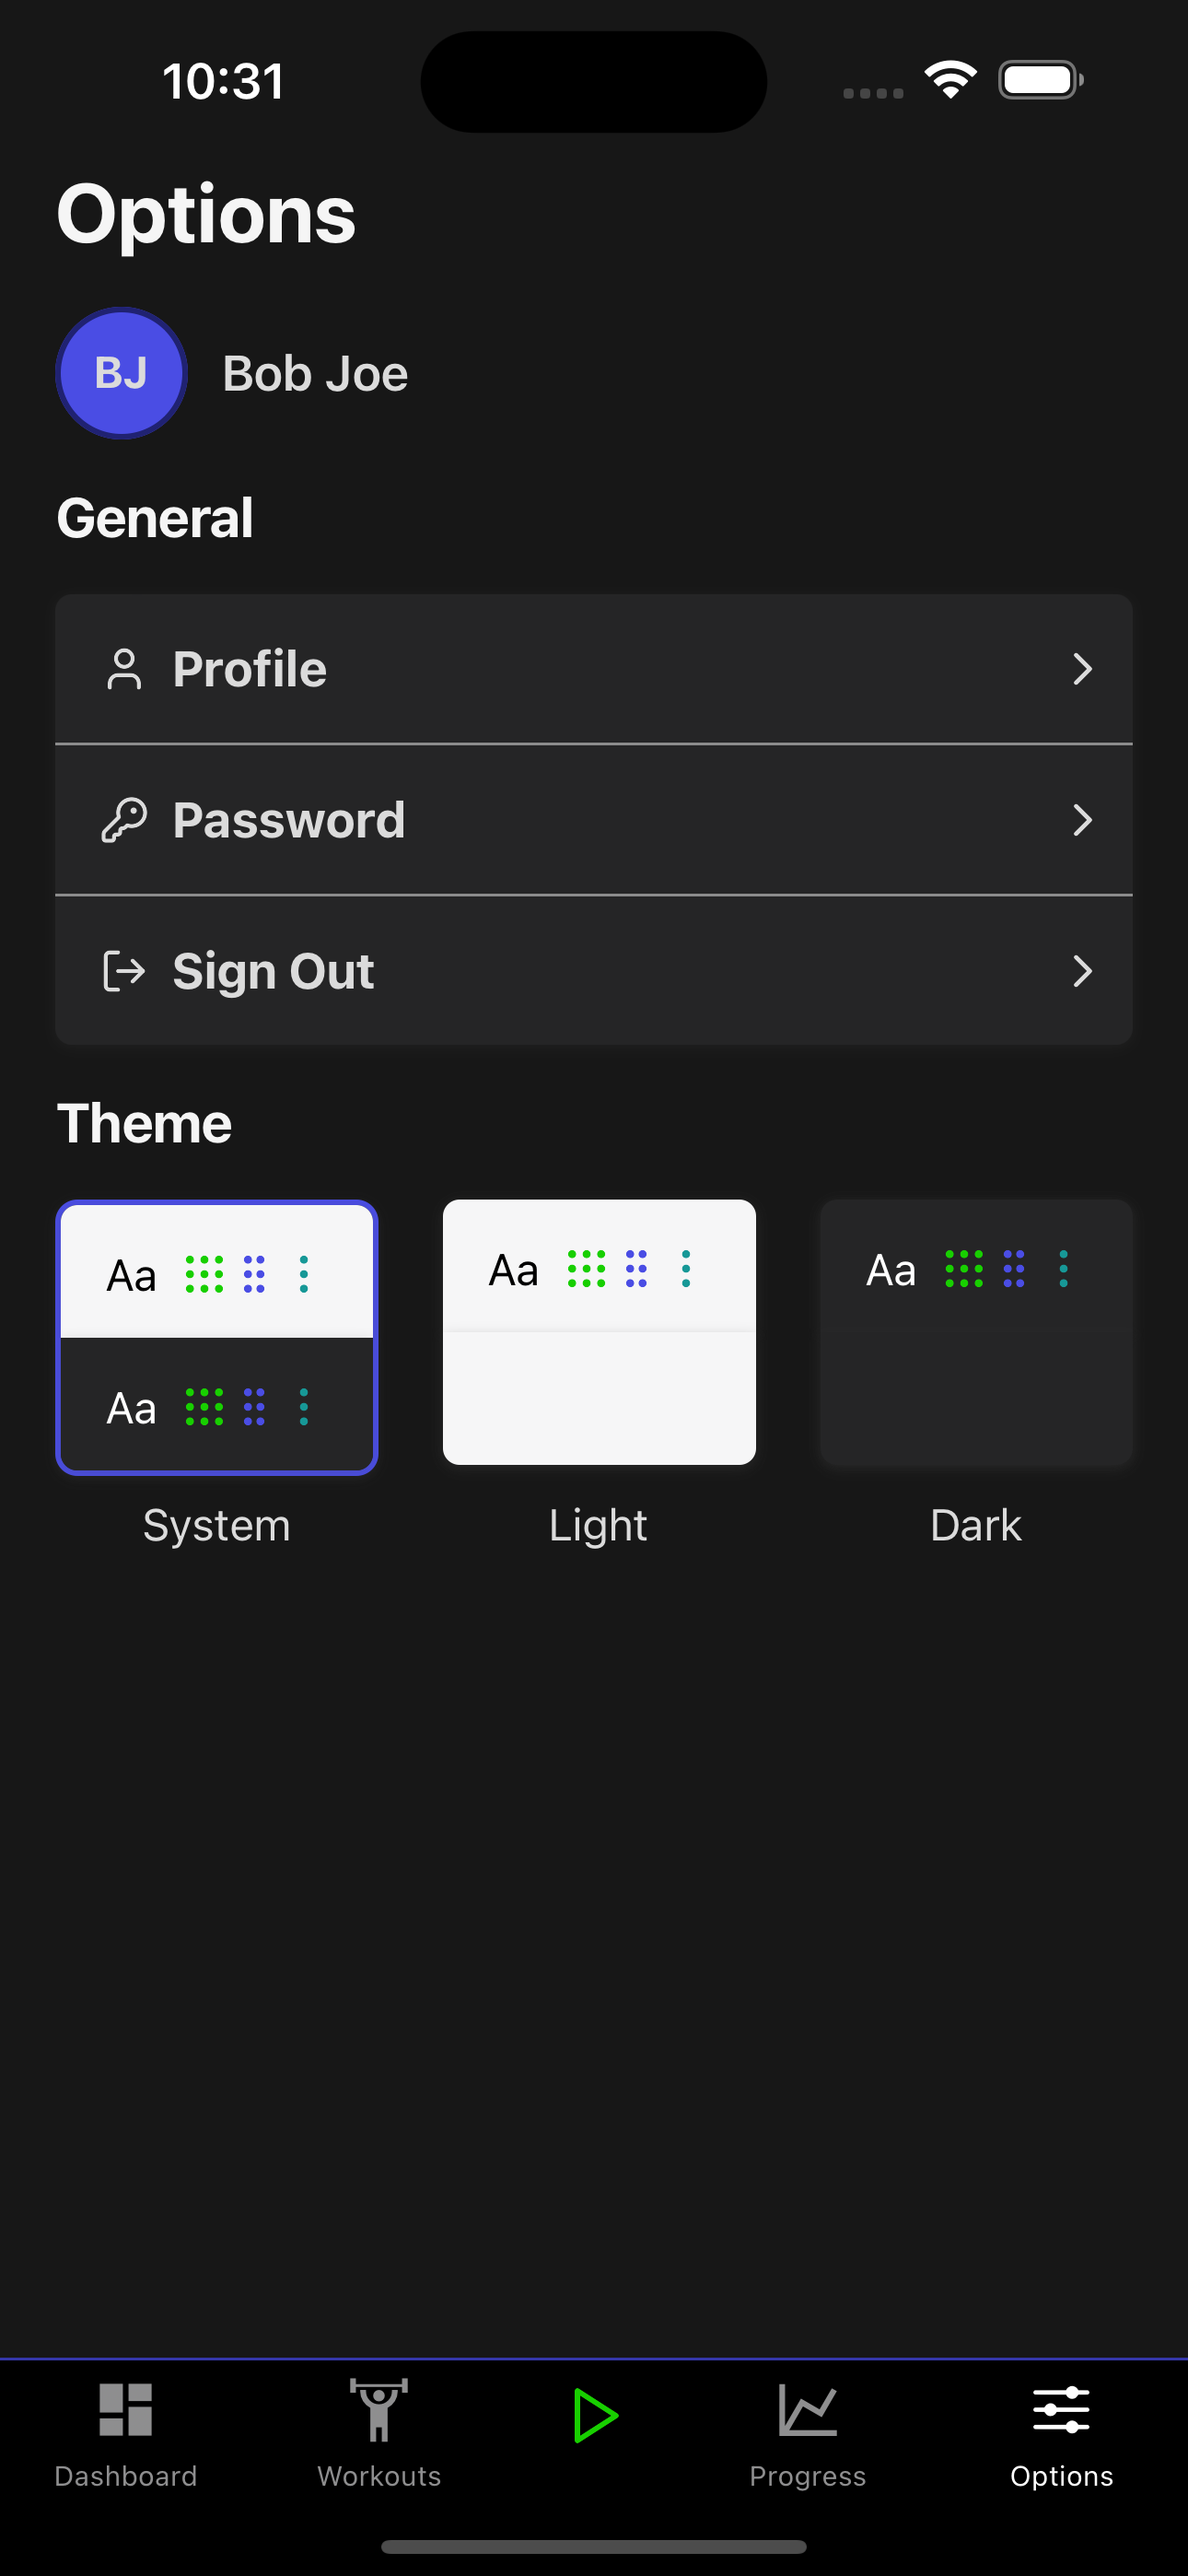 10:31
Options
BJ
Bob Joe
General
Profile
Password
Sign Out
Theme
Aa
Aa
Aa
Aa
System
Light
Dark
Dashboard
Workouts
Progress
Options